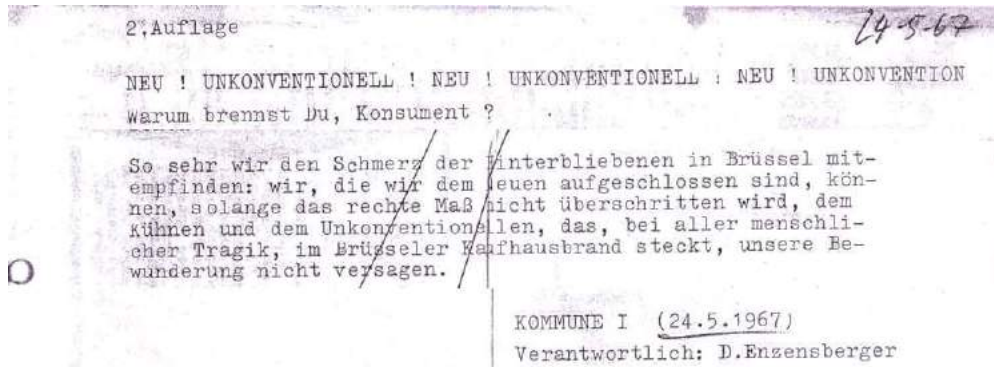 2.Auflage
24-5-67
NEU ! UNKONVENTIONELL ! NEU ! UNKONVENTIONELL ! NEU ! UNKONVENTION
Warum brennst Du, Konsument ?
So sehr wir den Schmerz der Hinterbliebenen in Brüssel mit-
empfinden: wir, die wir dem Neuen aufgeschlossen sind, kön-
nen, solange das rechte Maß nicht überschritten wird, dem
Kühnen und dem Unkonventionellen, das, bei aller menschli-
cher Tragik, im Brüsseler Kaufhausbrand steckt, unsere Be-
wunderung nicht versagen.
KOMMUNE I (24.5.1967)
Verantwortlich: D.Enzensberger